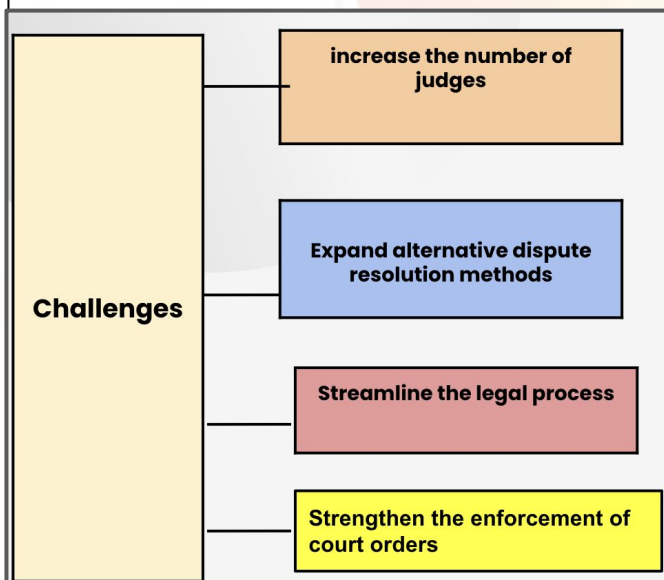 Challenges
increase the number of
judges
Expand alternative dispute
resolution methods
Streamline the legal process
Strengthen the enforcement of
court orders